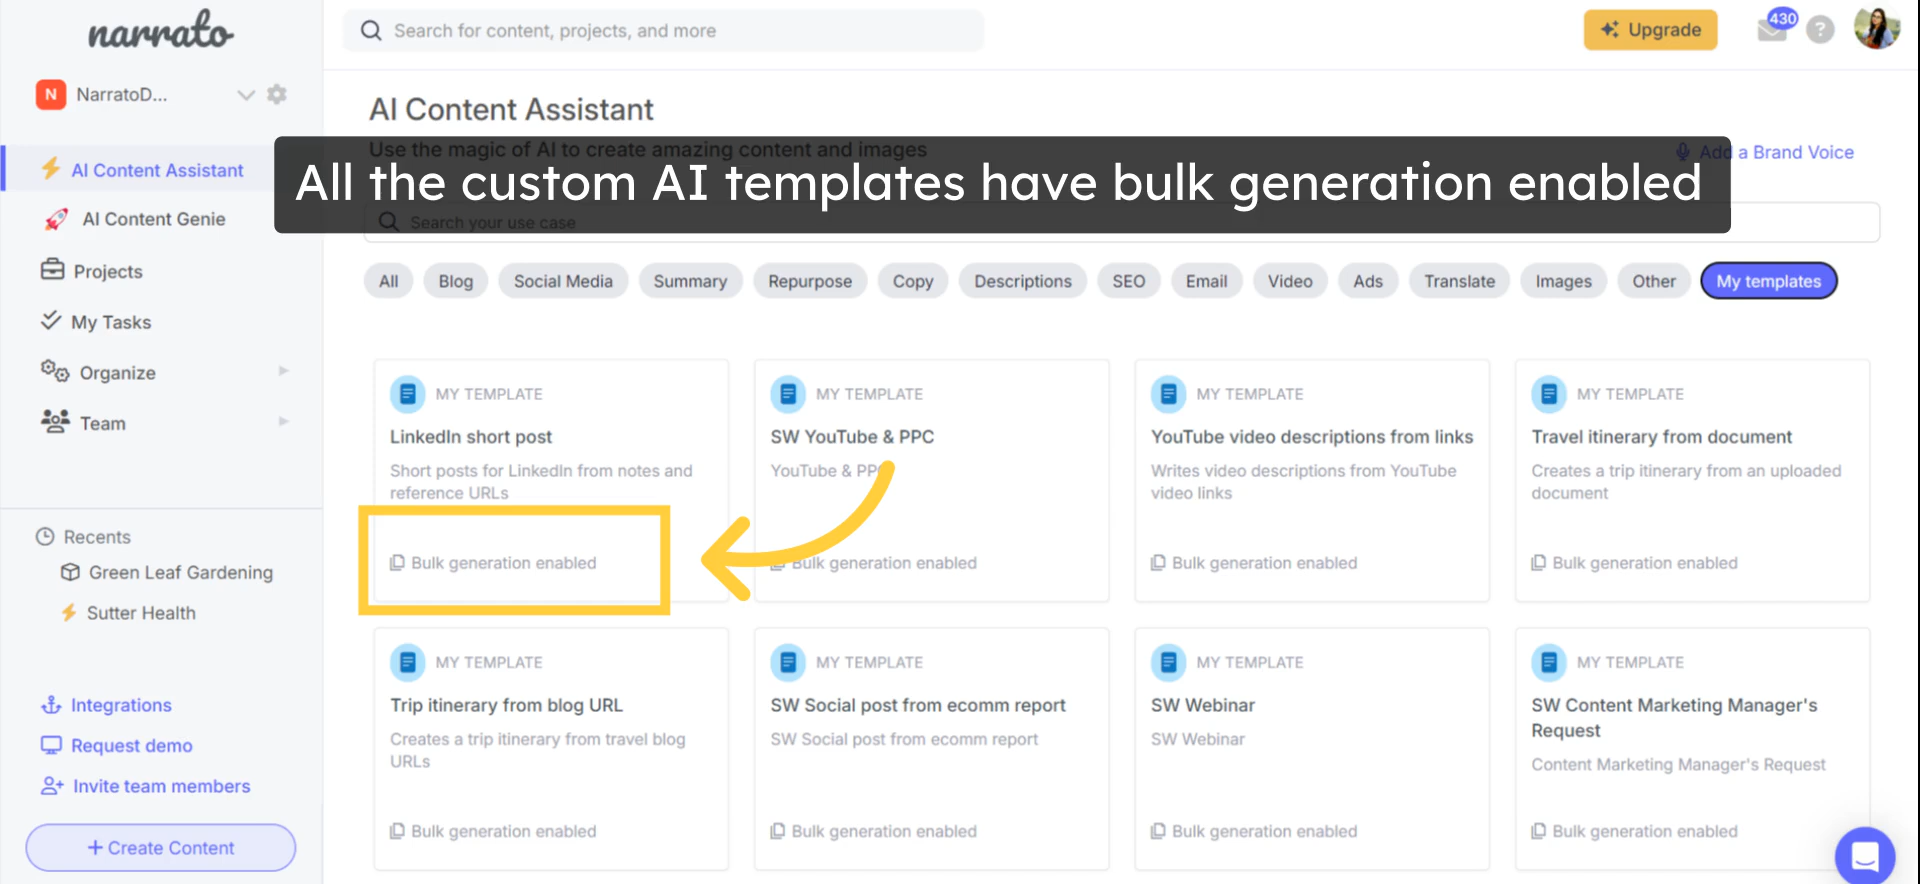 narrato
Search for content, projects, and more
Upgrade
430
?
N NarratoD...
AI Content Assistant
AI Content Genie
Projects
My Tasks
Organize
Team
Recents
Green Leaf Gardening
Sutter Health
Integrations
Request demo
Invite team members
+ Create Content
AI Content Assistant
Use the magic of AI to create amazing content and images
Add a Brand Voice
All the custom AI templates have bulk generation enabled
Search your use case
All Blog Social Media Summary Repurpose Copy Descriptions SEO Email Video Ads Translate Images Other My templates
MY TEMPLATE
LinkedIn short post
Short posts for LinkedIn from notes and
reference URLs
Bulk generation enabled
MY TEMPLATE
SW YouTube & PPC
YouTube & PPC
Bulk generation enabled
MY TEMPLATE
YouTube video descriptions from links
Writes video descriptions from YouTube
video links
Bulk generation enabled
MY TEMPLATE
Travel itinerary from document
Creates a trip itinerary from an uploaded
document
Bulk generation enabled
MY TEMPLATE
Trip itinerary from blog URL
Creates a trip itinerary from travel blog
URLs
Bulk generation enabled
MY TEMPLATE
SW Social post from ecomm report
SW Social post from ecomm report
Bulk generation enabled
MY TEMPLATE
SW Webinar
SW Webinar
Bulk generation enabled
MY TEMPLATE
SW Content Marketing Manager's
Request
Content Marketing Manager's Request
Bulk generation enabled